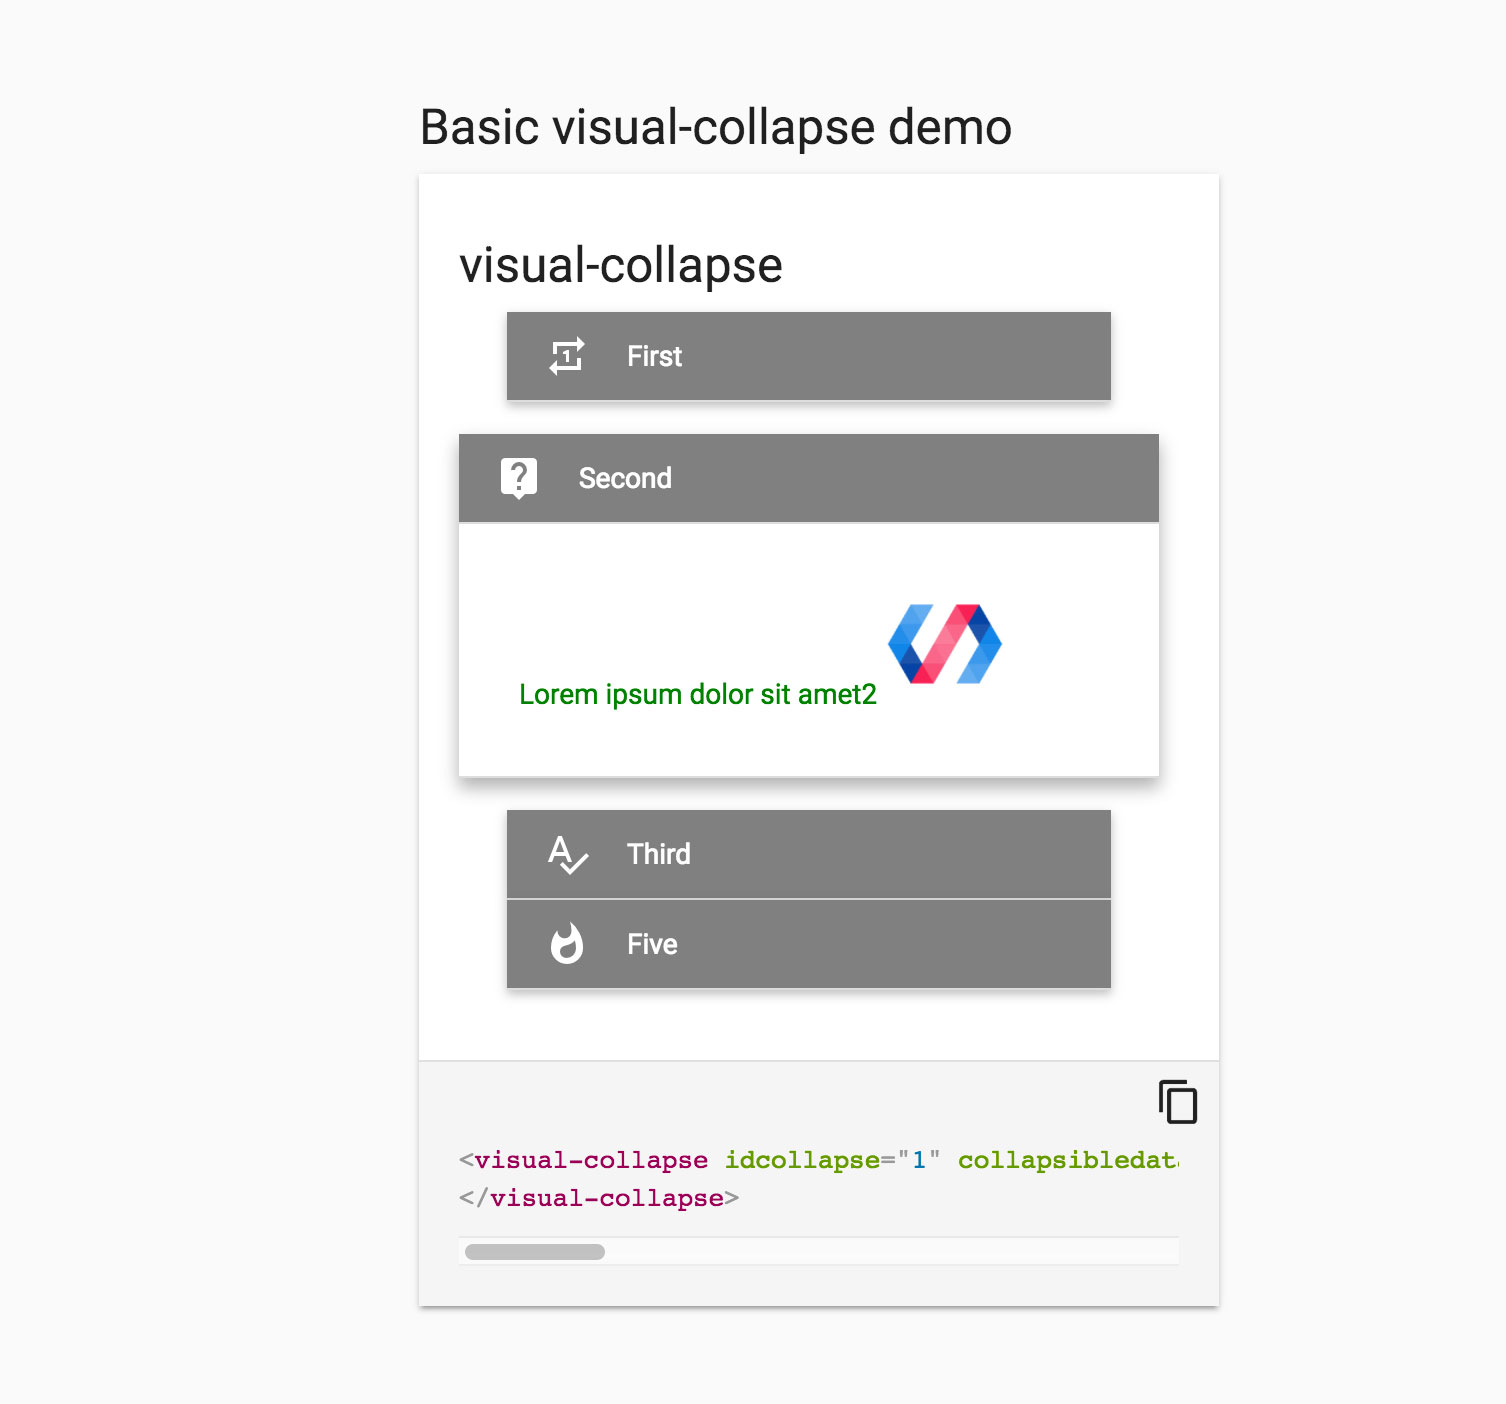 Basic visual-collapse demo
visual-collapse
1 First
? Second
Lorem ipsum dolor sit amet2
A Third
Five
<visual-collapse idcollapse="1" collapsibledat
</visual-collapse>